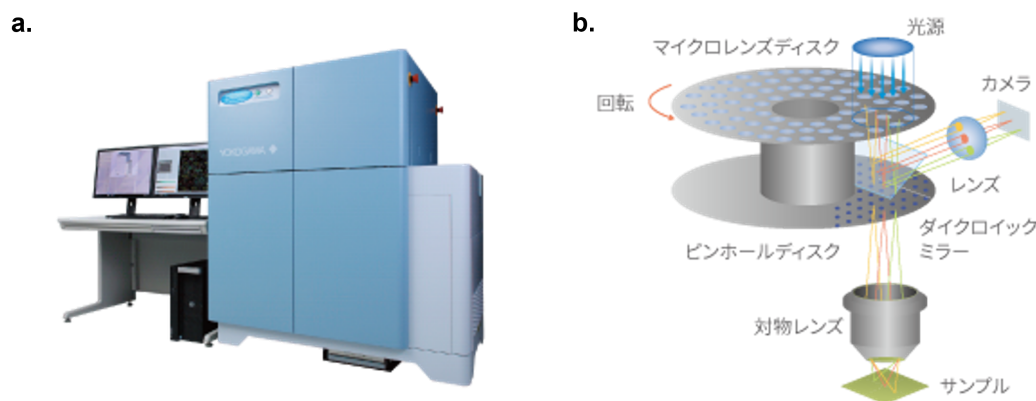 a.
YOKOGAWA
b.
光源
マイクロレンズディスク
カメラ
回転
レンズ
ダイクロイック
ミラー
ピンホールディスク
対物レンズ
サンプル